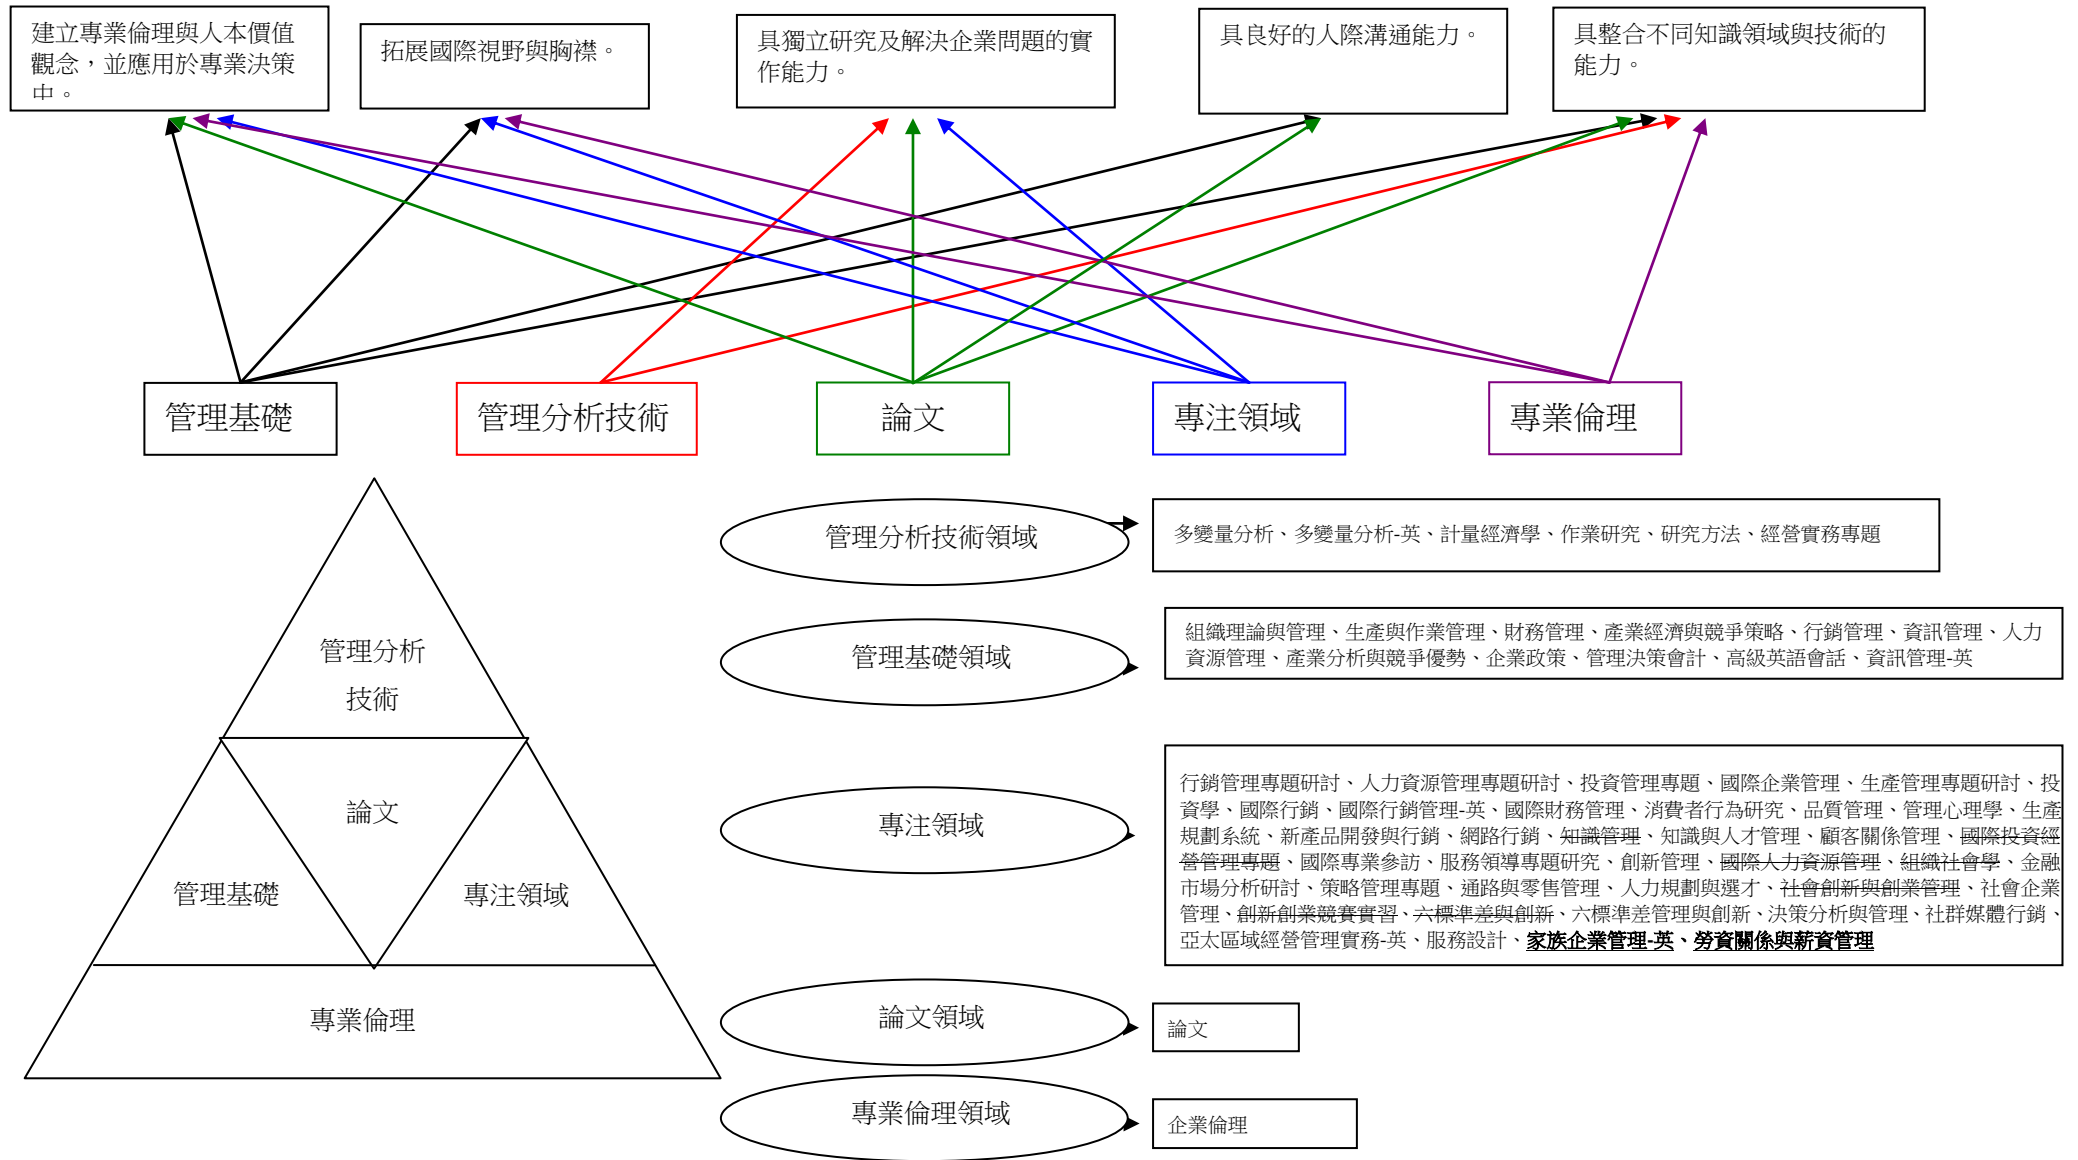 建立專業倫理與人本價值
觀念，並應用於專業決策
中。
拓展國際視野與胸襟。
具獨立研究及解決企業問題的實
作能力。
具良好的人際溝通能力。
具整合不同知識領域與技術的
能力。
管理基礎
管理分析技術
論文
專注領域
專業倫理
管理分析
技術
論文
管理基礎
專注領域
專業倫理
管理分析技術領域
多變量分析、多變量分析-英、計量經濟學、作業研究、研究方法、經營實務專題
管理基礎領域
組織理論與管理、生產與作業管理、財務管理、產業經濟與競爭策略、行銷管理、資訊管理、人力
資源管理、產業分析與競爭優勢、企業政策、管理決策會計、高級英語會話、資訊管理-英
專注領域
行銷管理專題研討、人力資源管理專題研討、投資管理專題、國際企業管理、生產管理專題研討、投
資學、國際行銷、國際行銷管理-英、國際財務管理、消費者行為研究、品質管理、管理心理學、生產
規劃系統、新產品開發與行銷、網路行銷、知識管理、知識與人才管理、顧客關係管理、國際投資經
營管理專題、國際專業參訪、服務領導專題研究、創新管理、國際人力資源管理、組織社會學、金融
市場分析研討、策略管理專題、通路與零售管理、人力規劃與選才、社會創新與創業管理、社會企業
管理、創新創業競賽實習、六標準差與創新、六標準差管理與創新、決策分析與管理、社群媒體行銷、
亞太區域經營管理實務-英、服務設計、家族企業管理-英、勞資關係與薪資管理
論文領域
論文
專業倫理領域
企業倫理